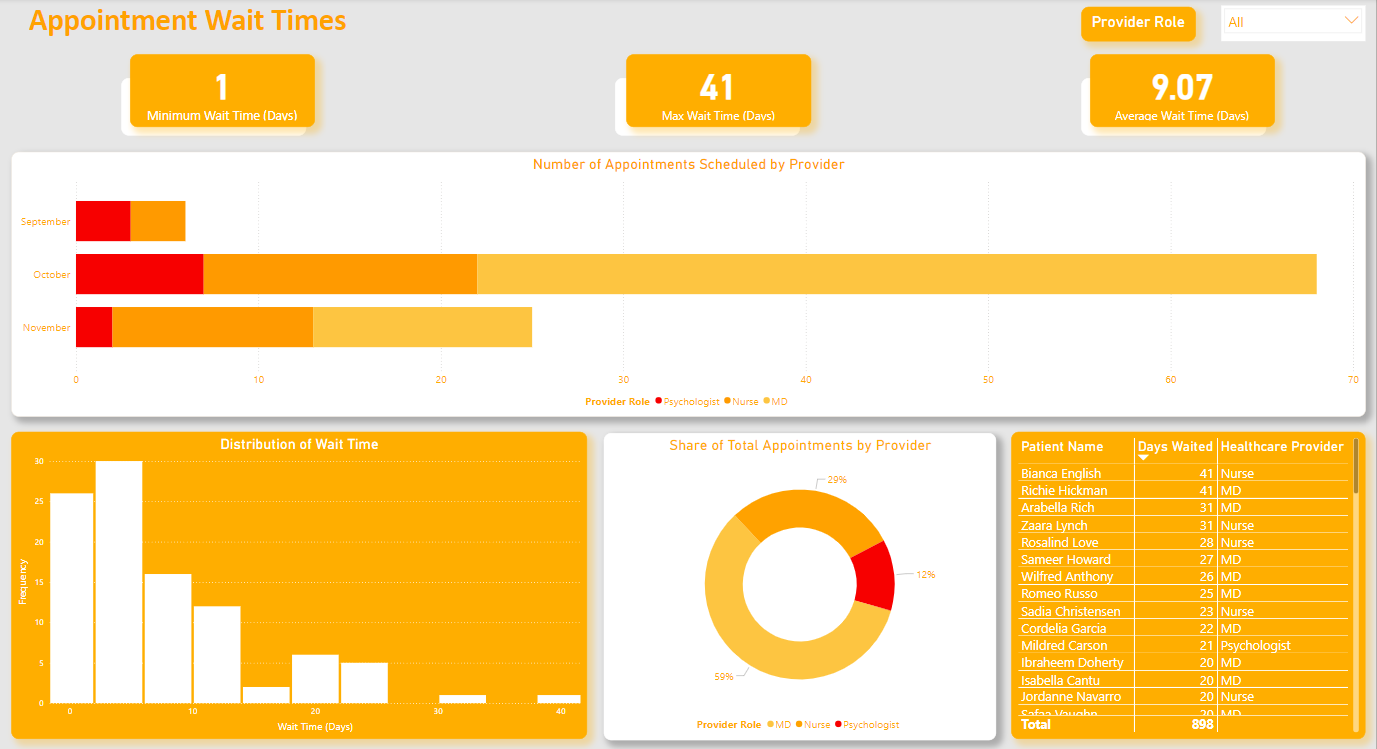 Appointment Wait Times
Provider Role
All
1
Minimum Wait Time (Days)
41
Max Wait Time (Days)
9.07
Average Wait Time (Days)
Number of Appointments Scheduled by Provider
September
October
November
0 10 20 30 40 50 60 70
Provider Role Psychologist Nurse MD
Distribution of Wait Time
Frequency
30
25
20
15
10
5
0
0 10 20 30 40
Wait Time (Days)
Share of Total Appointments by Provider
29%
12%
59%
Provider Role MD Nurse Psychologist
Patient Name Days Waited Healthcare Provider
Bianca English 41 Nurse
Richie Hickman 41 MD
Arabella Rich 31 MD
Zaara Lynch 31 Nurse
Rosalind Love 28 Nurse
Sameer Howard 27 MD
Wilfred Anthony 26 MD
Romeo Russo 25 MD
Sadia Christensen 23 Nurse
Cordelia Garcia 22 MD
Mildred Carson 21 Psychologist
Ibraheem Doherty 20 MD
Isabella Cantu 20 MD
Jordanne Navarro 20 Nurse
Safaa Vaughn 20 MD
Total 898